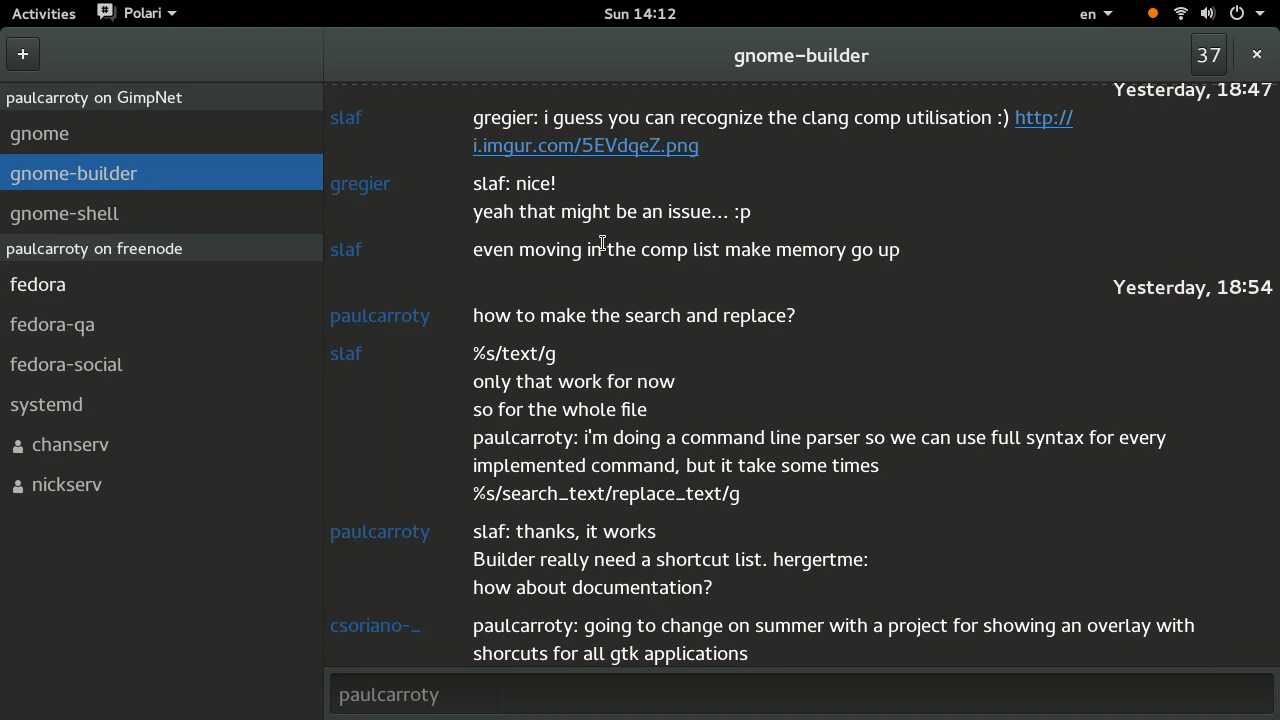 Activities Polari Sun 14:12 en
+ gnome-builder 37 ×
paulcarroty on GimpNet
gnome
gnome-builder
gnome-shell
paulcarroty on freenode
fedora
fedora-qa
fedora-social
systemd
chanserv
nickserv
Yesterday, 18:47
slaf gregier: i guess you can recognize the clang comp utilisation :) http://
i.imgur.com/5EVdqeZ.png
gregier slaf: nice!
yeah that might be an issue... :p
slaf even moving in the comp list make memory go up
Yesterday, 18:54
paulcarroty how to make the search and replace?
slaf %s/text/g
only that work for now
so for the whole file
paulcarroty: i'm doing a command line parser so we can use full syntax for every
implemented command, but it take some times
%s/search_text/replace_text/g
paulcarroty slaf: thanks, it works
Builder really need a shortcut list. hergertme:
how about documentation?
csoriano-_ paulcarroty: going to change on summer with a project for showing an overlay with
shorcuts for all gtk applications
paulcarroty